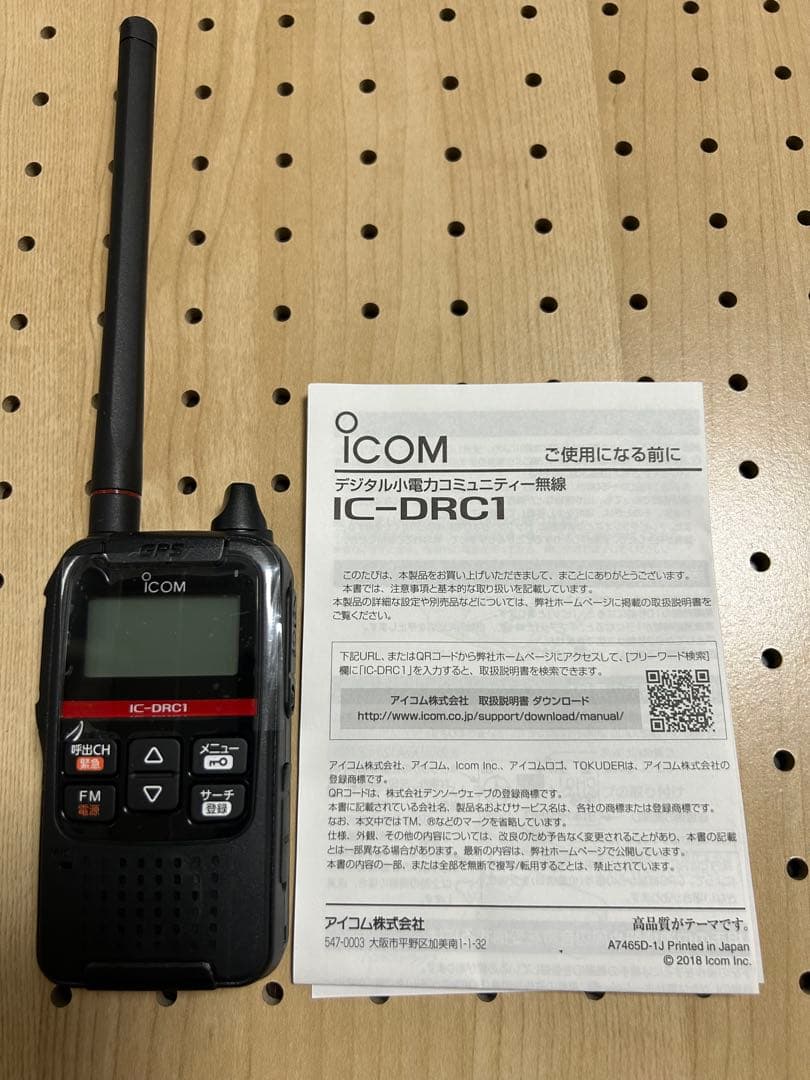 GPS
ICOM
IC-DRC1
呼出CH
緊急
メニュー
FM
電源
サーチ
登録
ICOM
ご使用になる前に
デジタル小電力コミュニティー無線
IC-DRC1
このたびは、本製品をお買い上げいただきまして、まことにありがとうございます。
本書では、注意事項と基本的な取り扱いを記載しています。
本製品の詳細な設定や別売品などについては、弊社ホームページに掲載の取扱説明書を
ご覧ください。
下記URL、またはQRコードから弊社ホームページにアクセスして、[フリーワード検索]
欄に「IC-DRC1」を入力すると、取扱説明書を検索できます。
アイコム株式会社 取扱説明書 ダウンロード
http://www.icom.co.jp/support/download/manual/
アイコム株式会社、アイコム、Icom Inc.、アイコムロゴ、TOKUDERは、アイコム株式会社の
登録商標です。
QRコードは、株式会社デンソーウェーブの登録商標です。
本書に記載されている会社名、製品名およびサービス名は、各社の商標または登録商標です。
なお、本文中ではTM、®などのマークを省略しています。
仕様、外観、その他の内容については、改良のため予告なく変更されることがあり、本書の記載
とは一部異なる場合があります。最新の内容は、弊社ホームページで公開しています。
本書の内容の一部、または全部を無断で複写/転用することは、禁止されています。
アイコム株式会社
高品質がテーマです。
547-0003 大阪市平野区加美南1-1-32
A7465D-1J Printed in Japan
© 2018 Icom Inc.